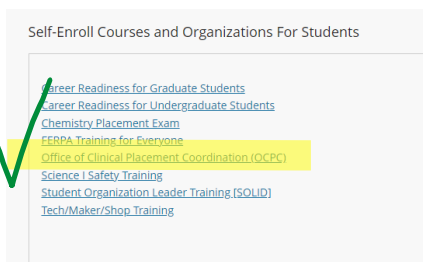 Self-Enroll Courses and Organizations For Students
Career Readiness for Graduate Students
Career Readiness for Undergraduate Students
Chemistry Placement Exam
FERPA Training for Everyone
Office of Clinical Placement Coordination (OCPC)
Science I Safety Training
Student Organization Leader Training [SOLID]
Tech/Maker/Shop Training